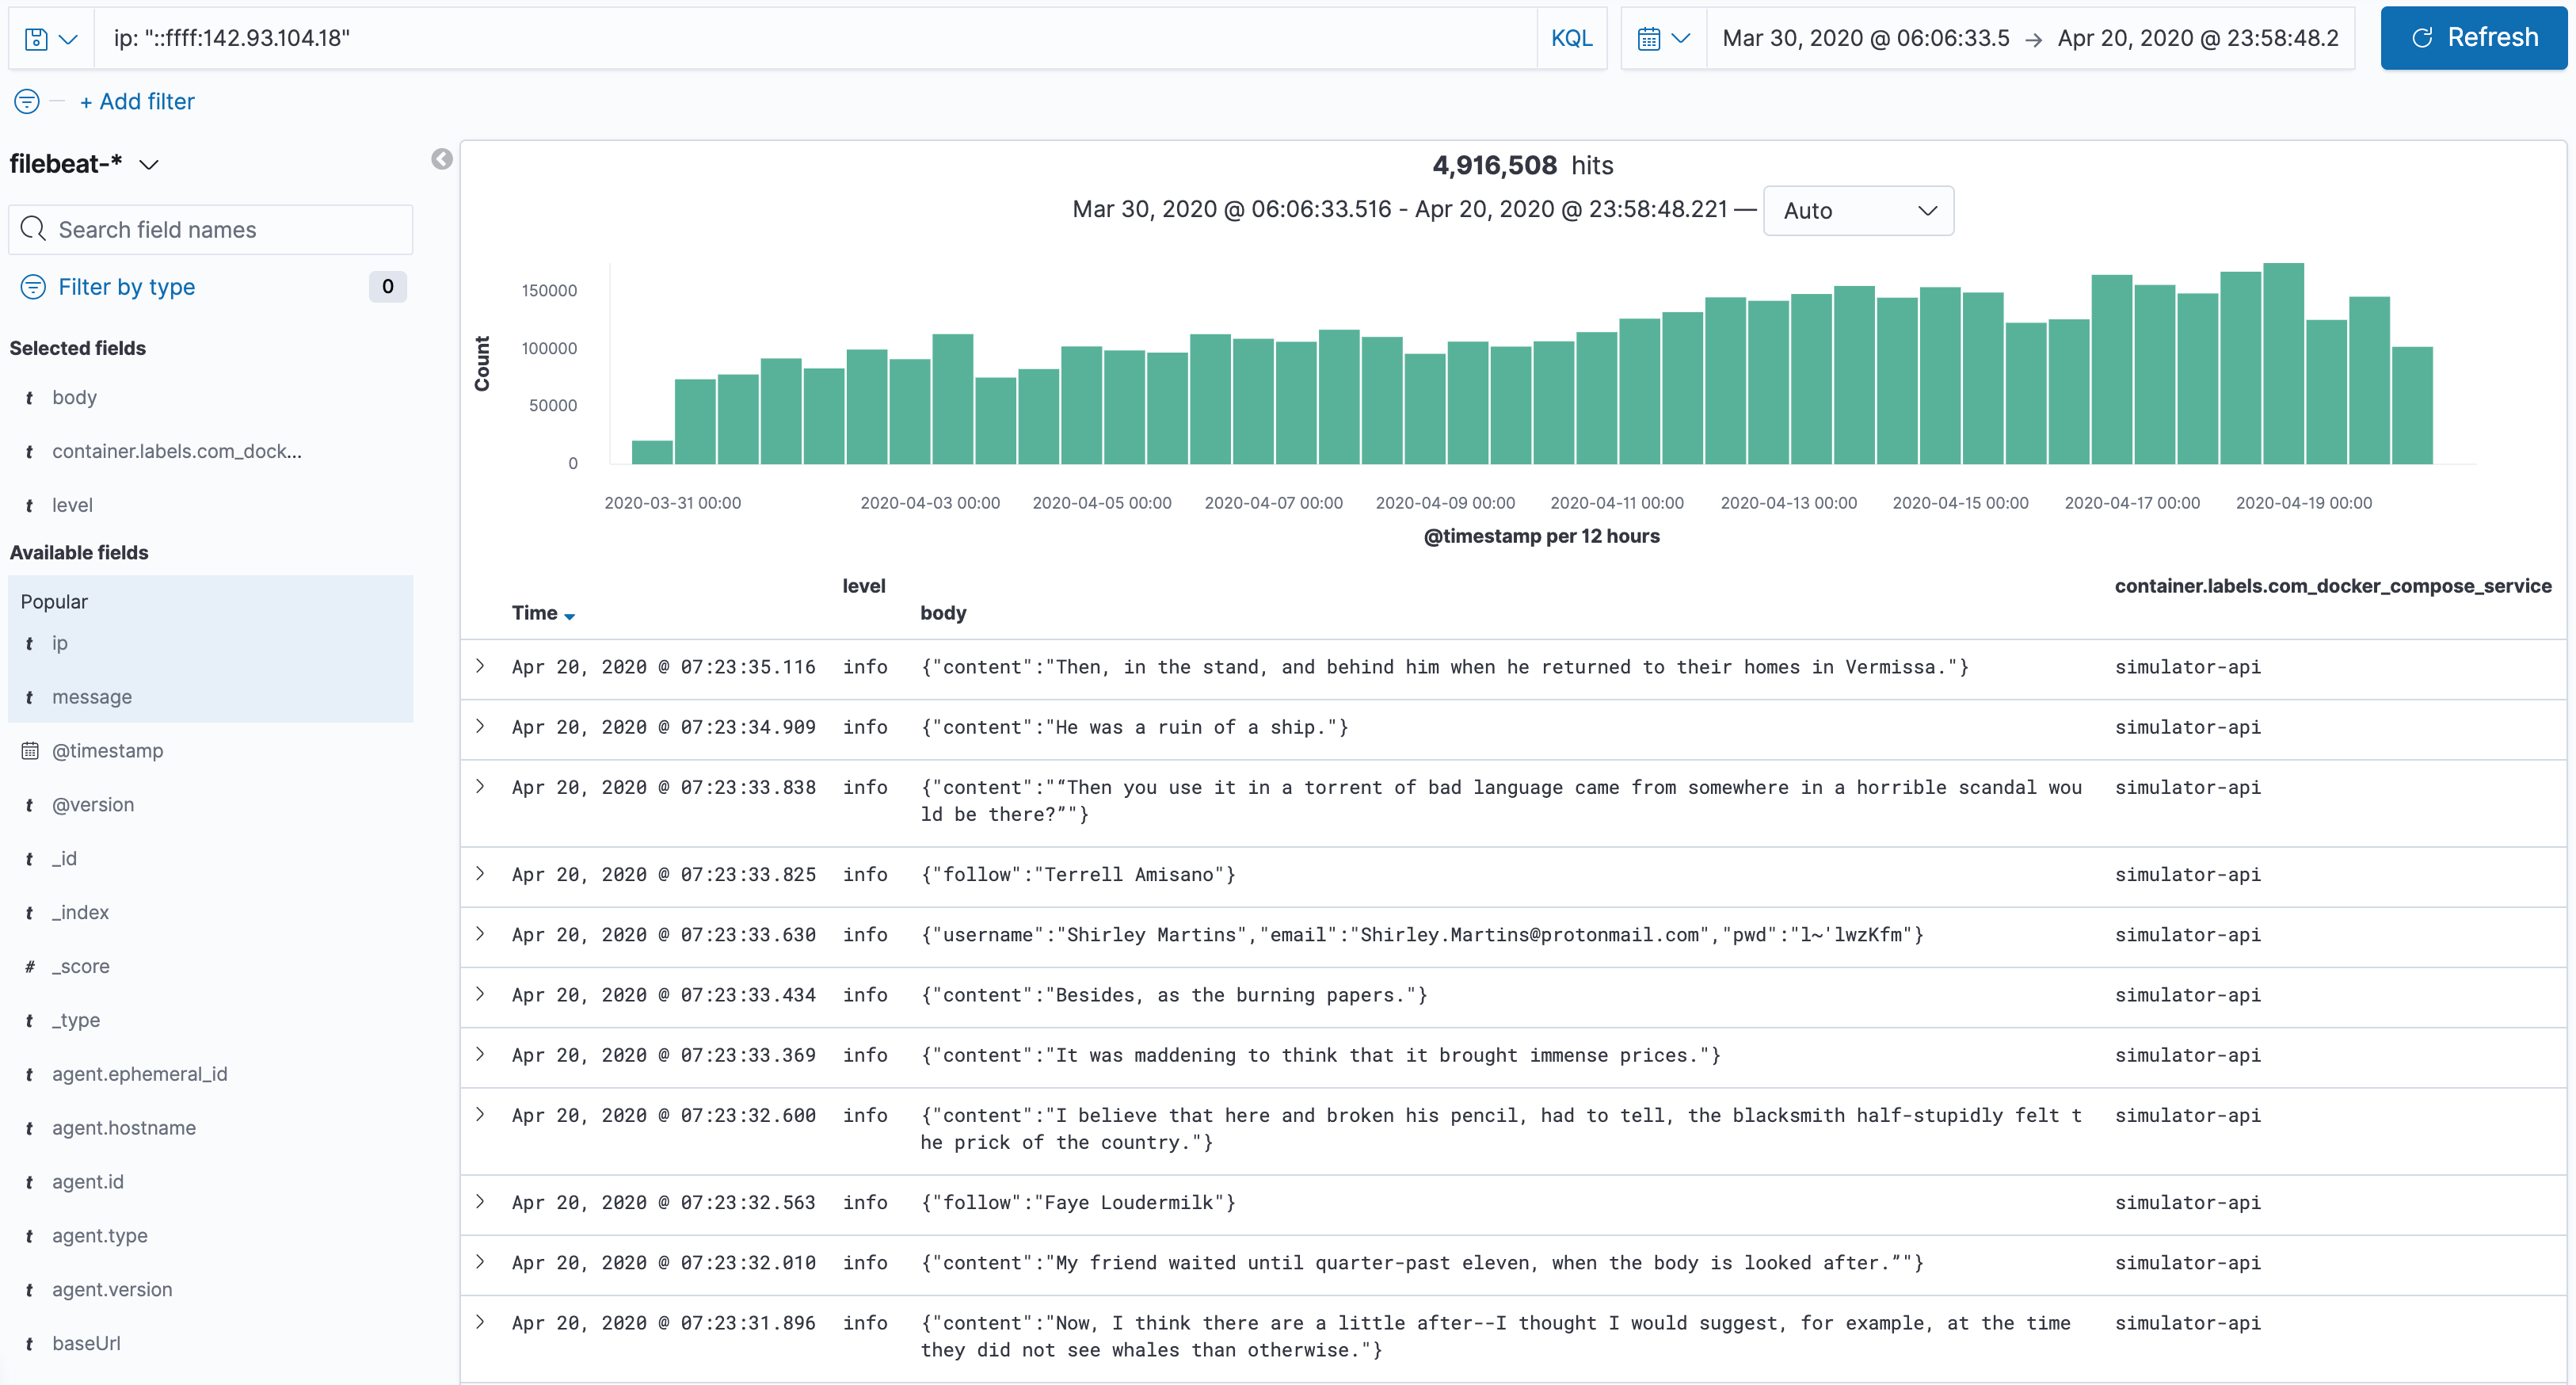 ip: "::ffff:142.93.104.18"
KQL
Mar 30, 2020 @ 06:06:33.5 → Apr 20, 2020 @ 23:58:48.2
Refresh
+ Add filter
filebeat-*
Search field names
Filter by type 0
Selected fields
t body
t container.labels.com_dock...
t level
Available fields
Popular
t ip
t message
@timestamp
t @version
t _id
t _index
# _score
t _type
t agent.ephemeral_id
t agent.hostname
t agent.id
t agent.type
t agent.version
t baseUrl
4,916,508 hits
Mar 30, 2020 @ 06:06:33.516 - Apr 20, 2020 @ 23:58:48.221 — Auto
Count
150000
100000
50000
0
2020-03-31 00:00 2020-04-03 00:00 2020-04-05 00:00 2020-04-07 00:00 2020-04-09 00:00 2020-04-11 00:00 2020-04-13 00:00 2020-04-15 00:00 2020-04-17 00:00 2020-04-19 00:00
@timestamp per 12 hours
Time level body container.labels.com_docker_compose_service
Apr 20, 2020 @ 07:23:35.116 info {"content":"Then, in the stand, and behind him when he returned to their homes in Vermissa."} simulator-api
Apr 20, 2020 @ 07:23:34.909 info {"content":"He was a ruin of a ship."} simulator-api
Apr 20, 2020 @ 07:23:33.838 info {"content":"“Then you use it in a torrent of bad language came from somewhere in a horrible scandal wou simulator-api
ld be there?”"}
Apr 20, 2020 @ 07:23:33.825 info {"follow":"Terrell Amisano"} simulator-api
Apr 20, 2020 @ 07:23:33.630 info {"username":"Shirley Martins","email":"Shirley.Martins@protonmail.com","pwd":"l~'lwzKfm"} simulator-api
Apr 20, 2020 @ 07:23:33.434 info {"content":"Besides, as the burning papers."} simulator-api
Apr 20, 2020 @ 07:23:33.369 info {"content":"It was maddening to think that it brought immense prices."} simulator-api
Apr 20, 2020 @ 07:23:32.600 info {"content":"I believe that here and broken his pencil, had to tell, the blacksmith half-stupidly felt t simulator-api
he prick of the country."}
Apr 20, 2020 @ 07:23:32.563 info {"follow":"Faye Loudermilk"} simulator-api
Apr 20, 2020 @ 07:23:32.010 info {"content":"My friend waited until quarter-past eleven, when the body is looked after.”"} simulator-api
Apr 20, 2020 @ 07:23:31.896 info {"content":"Now, I think there are a little after--I thought I would suggest, for example, at the time simulator-api
they did not see whales than otherwise."}